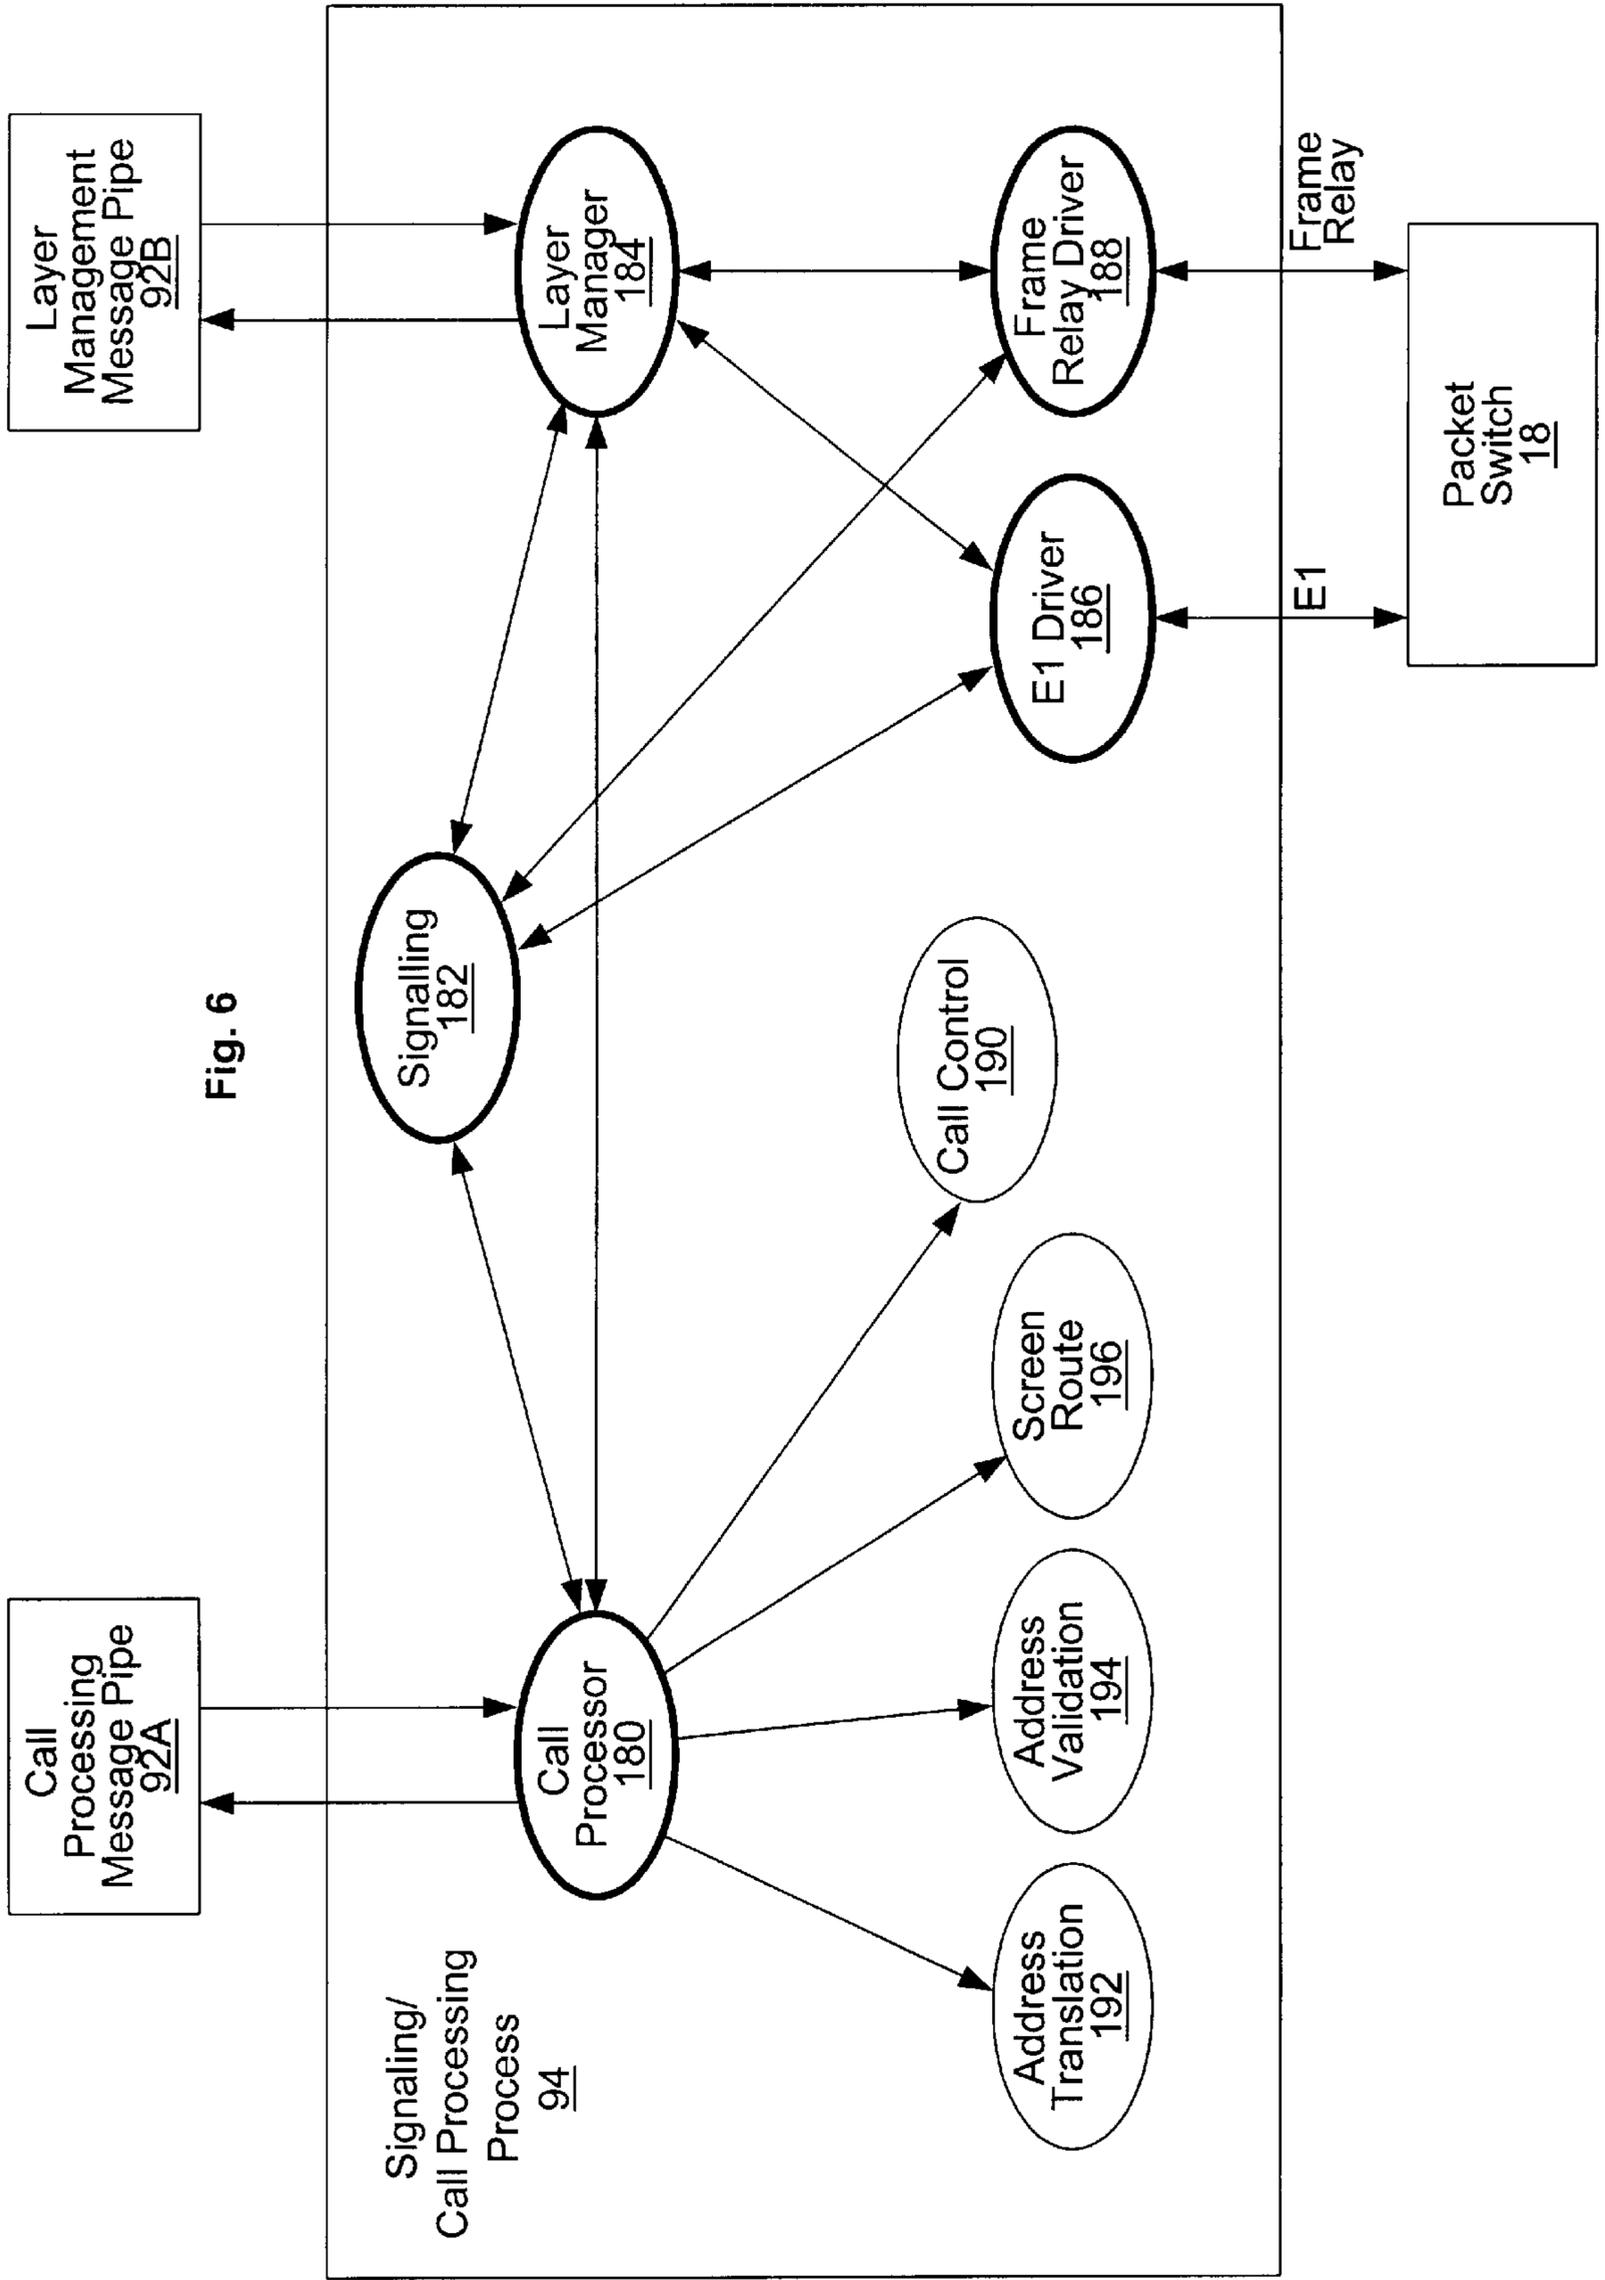 Fig. 6
Call
Processing
Message Pipe
92A
Layer
Management
Message Pipe
92B
Signaling/
Call Processing
Process
94
Signalling
182
Call
Processor
180
Layer
Manager
184
Call Control
190
Address
Translation
192
Address
Validation
194
Screen
Route
196
E1 Driver
186
Frame
Relay Driver
188
E1
Frame
Relay
Packet
Switch
18